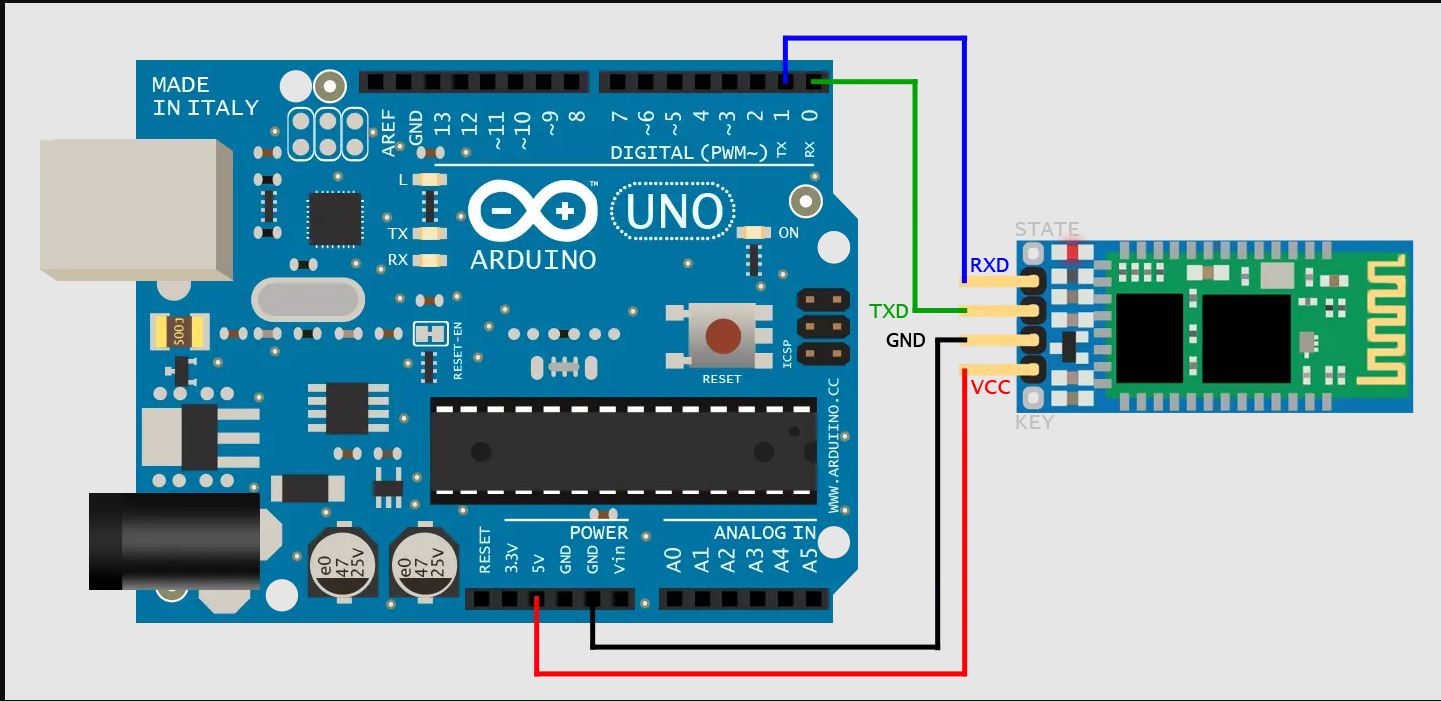 MADE
IN ITALY
AREF
GND
13
12
~11
~10
~9
8
7
~6
~5
4
~3
2
1
0
DIGITAL (PWM~)
TX
RX
L
TX
RX
™
ARDUINO
UNO
ON
500J
RESET-EN
RESET
ICSP
WWW.ARDUIINO.CC
STATE
RXD
TXD
GND
VCC
KEY
e0
47
25V
e0
47
25V
POWER
ANALOG IN
RESET
3.3V
5V
GND
GND
Vin
A0
A1
A2
A3
A4
A5